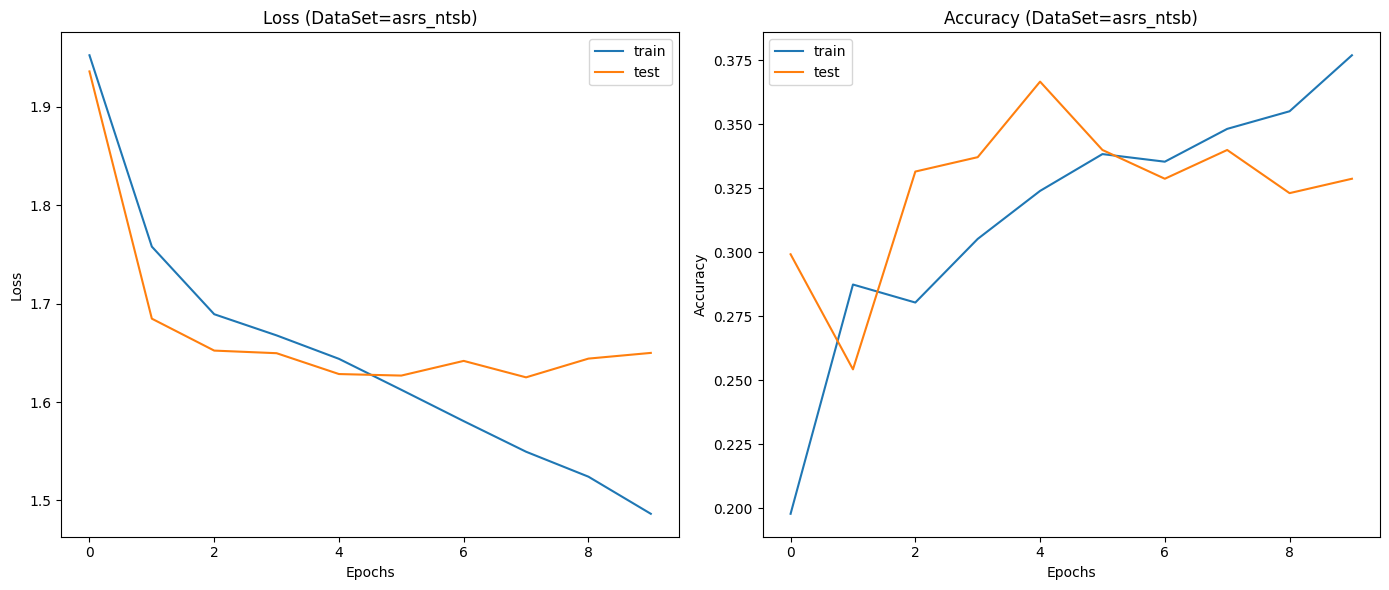 Loss (DataSet=asrs_ntsb)
train
test
1.9
1.8
1.7
1.6
1.5
Loss
0 2 4 6 8
Epochs
Accuracy (DataSet=asrs_ntsb)
train
test
0.375
0.350
0.325
0.300
0.275
0.250
0.225
0.200
Accuracy
0 2 4 6 8
Epochs